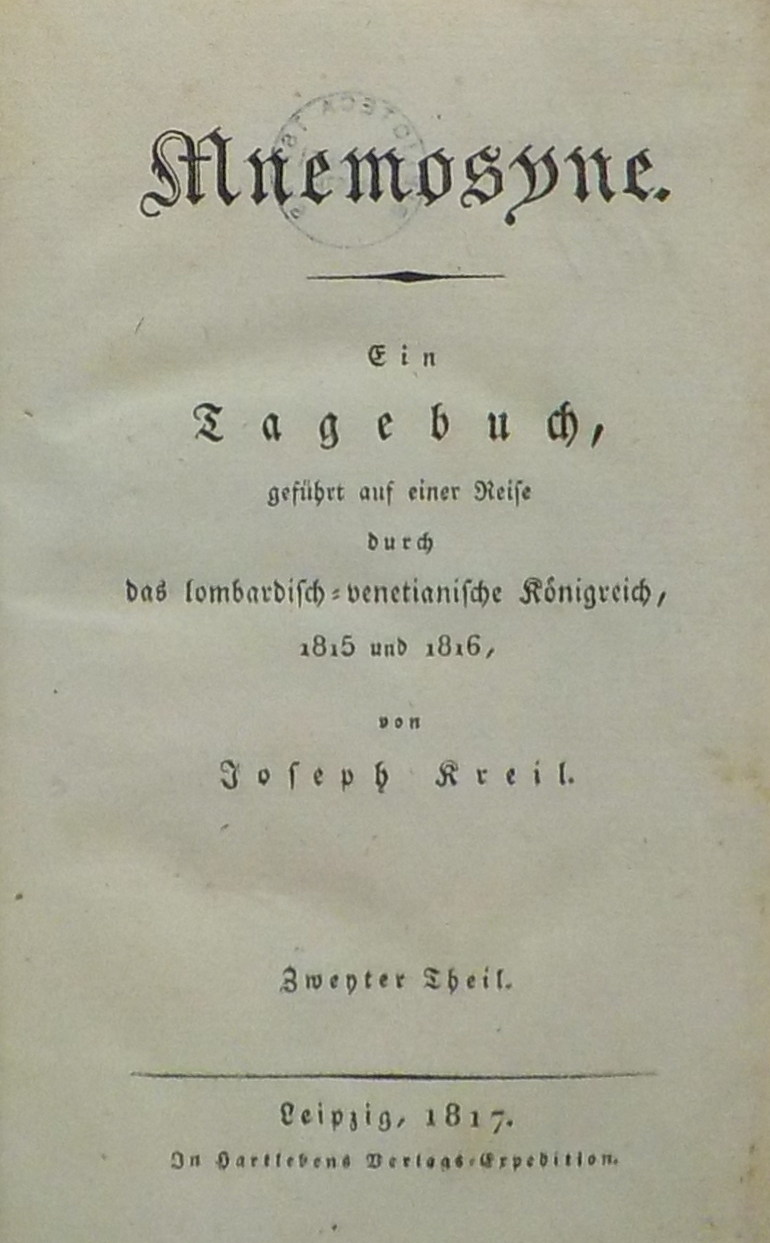 Mnemosyne.
Ein
Tagebuch,
geführt auf einer Reise
durch
das lombardisch-venetianische Königreich,
1815 und 1816,
von
Joseph Kreil.
Zweyter Theil.
Leipzig, 1817.
In Hartlebens Verlags-Expedition.